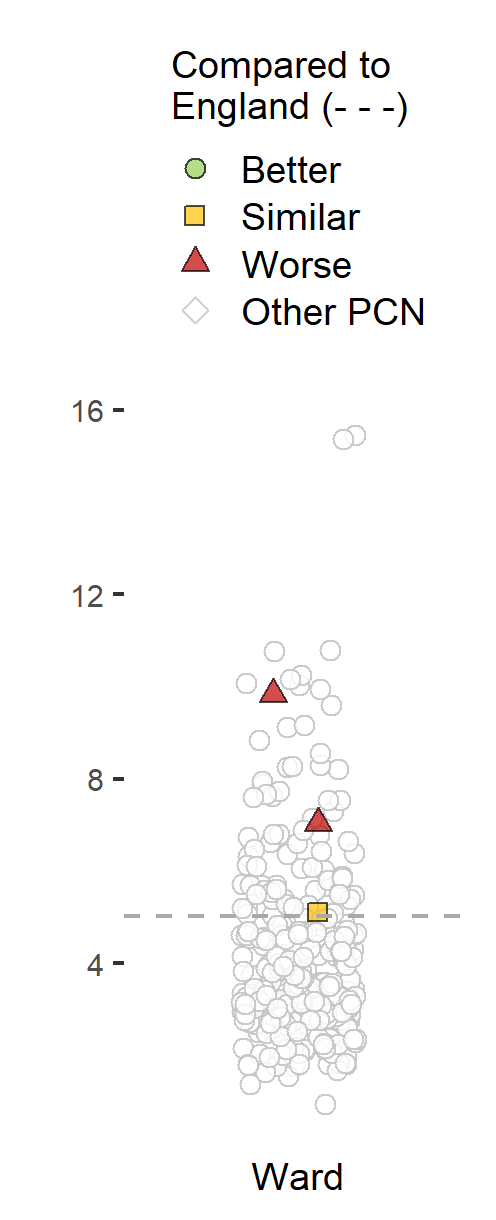 Compared to
England (- - -)
Better
Similar
Worse
Other PCN
16
12
8
4
Ward